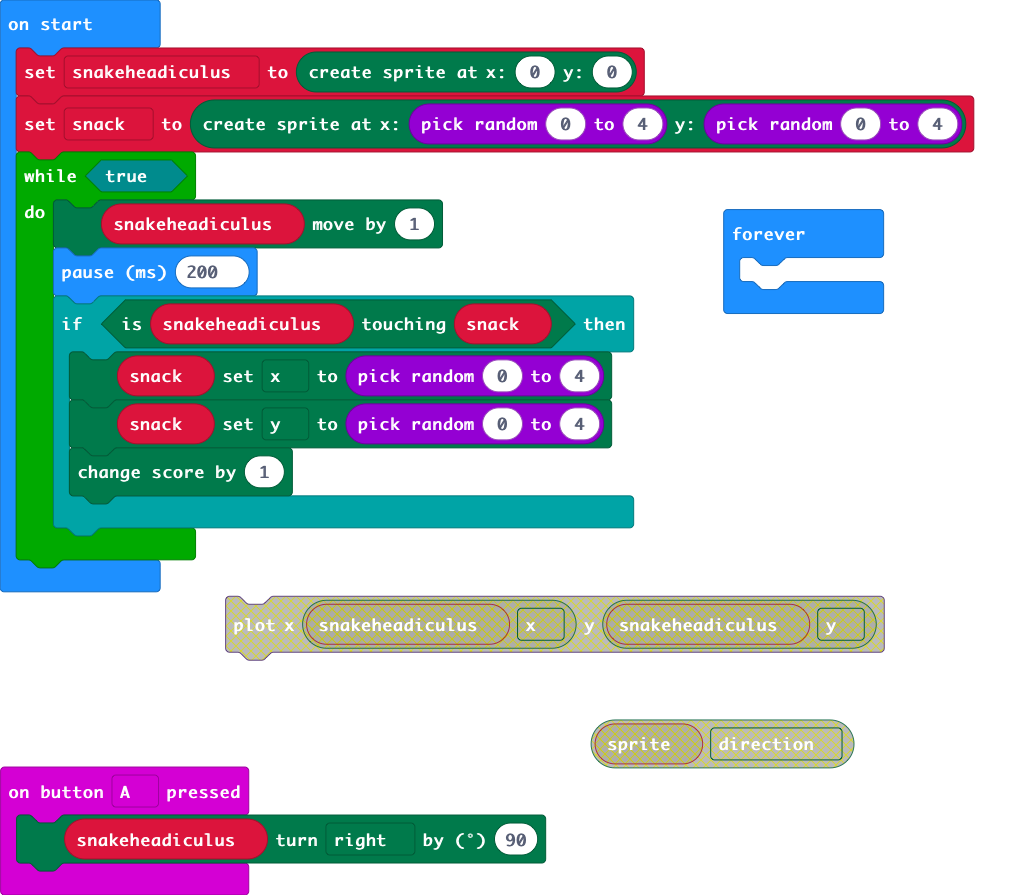 on start
set snakeheadiculus to create sprite at x: 0 y: 0
set snack to create sprite at x: pick random 0 to 4 y: pick random 0 to 4
while true
do
snakeheadiculus move by 1
forever
pause (ms) 200
if is snakeheadiculus touching snack then
snack set x to pick random 0 to 4
snack set y to pick random 0 to 4
change score by 1
plot x snakeheadiculus x y snakeheadiculus y
sprite direction
on button A pressed
snakeheadiculus turn right by (°) 90